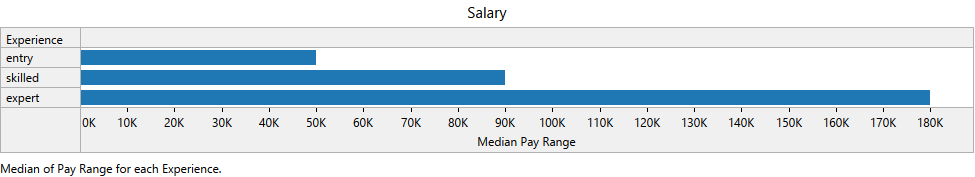 Salary
Experience
entry
skilled
expert
0K 10K 20K 30K 40K 50K 60K 70K 80K 90K 100K 110K 120K 130K 140K 150K 160K 170K 180K
Median Pay Range
Median of Pay Range for each Experience.